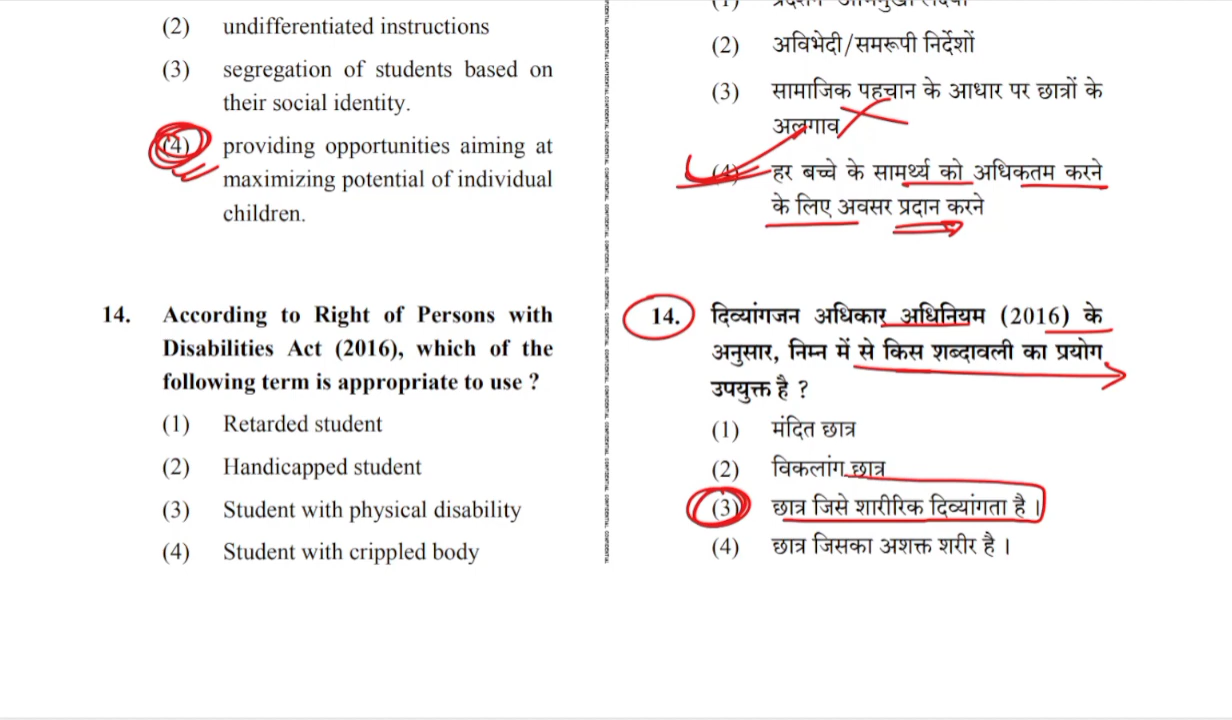 (2) undifferentiated instructions
(3) segregation of students based on
their social identity.
(4) providing opportunities aiming at
maximizing potential of individual
children.
14. According to Right of Persons with
Disabilities Act (2016), which of the
following term is appropriate to use ?
(1) Retarded student
(2) Handicapped student
(3) Student with physical disability
(4) Student with crippled body
(2) अविभेदी/समरूपी निर्देशों
(3) सामाजिक पहचान के आधार पर छात्रों के
अलगाव
(4) हर बच्चे के सामर्थ्य को अधिकतम करने
के लिए अवसर प्रदान करने
14. दिव्यांगजन अधिकार अधिनियम (2016) के
अनुसार, निम्न में से किस शब्दावली का प्रयोग
उपयुक्त है ?
(1) मंदित छात्र
(2) विकलांग छात्र
(3) छात्र जिसे शारीरिक दिव्यांगता है ।
(4) छात्र जिसका अशक्त शरीर है ।